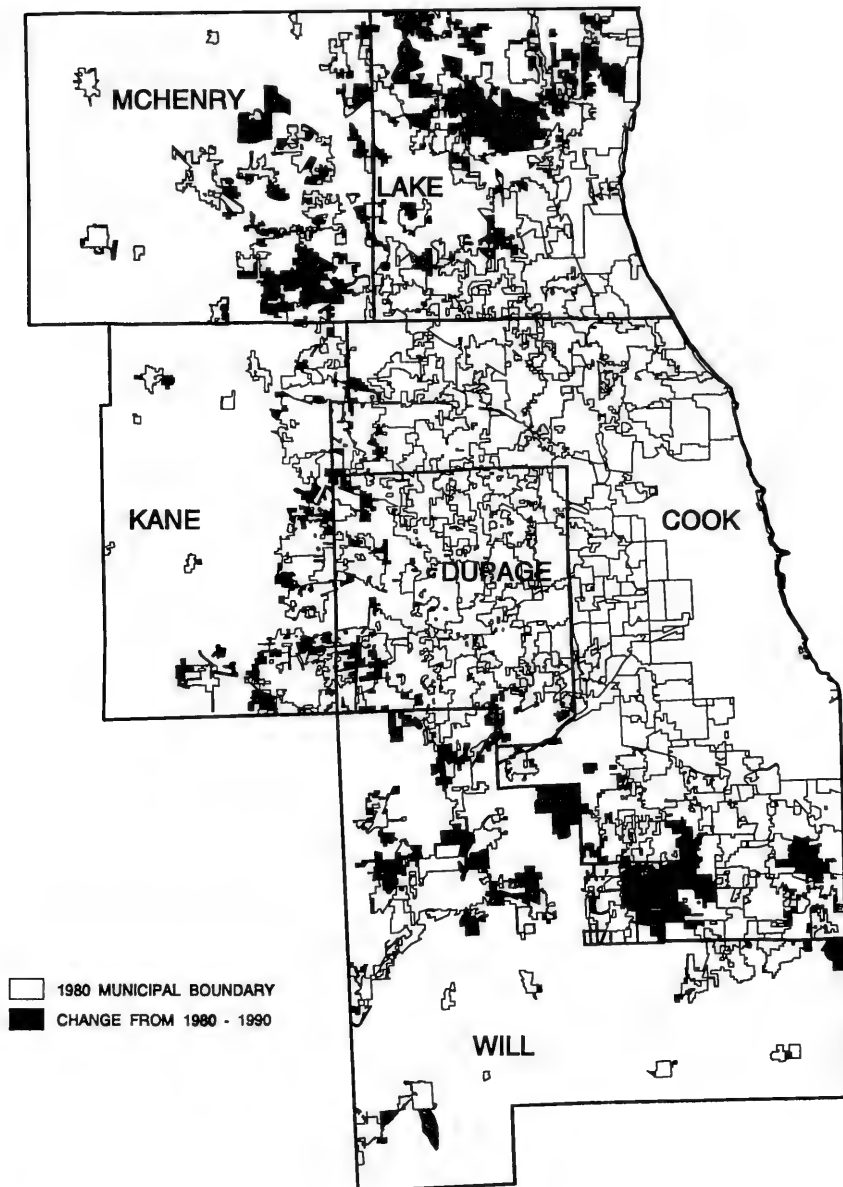 MCHENRY
LAKE
KANE
COOK
DUPAGE
1980 MUNICIPAL BOUNDARY
CHANGE FROM 1980 - 1990
WILL